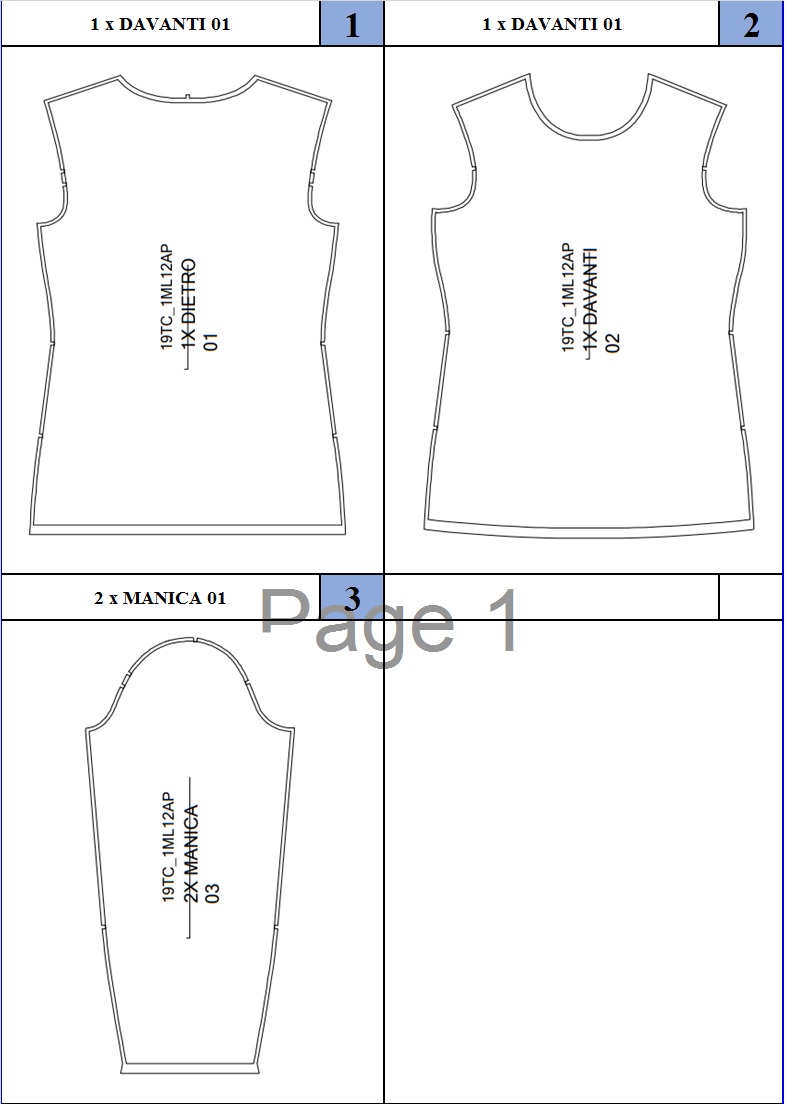 1 x DAVANTI 01
1
1 x DAVANTI 01
2
19TC_1ML12AP
1X DIETRO
01
19TC_1ML12AP
1X DAVANTI
02
2 x MANICA 01
3
Page 1
19TC_1ML12AP
2X MANICA
03